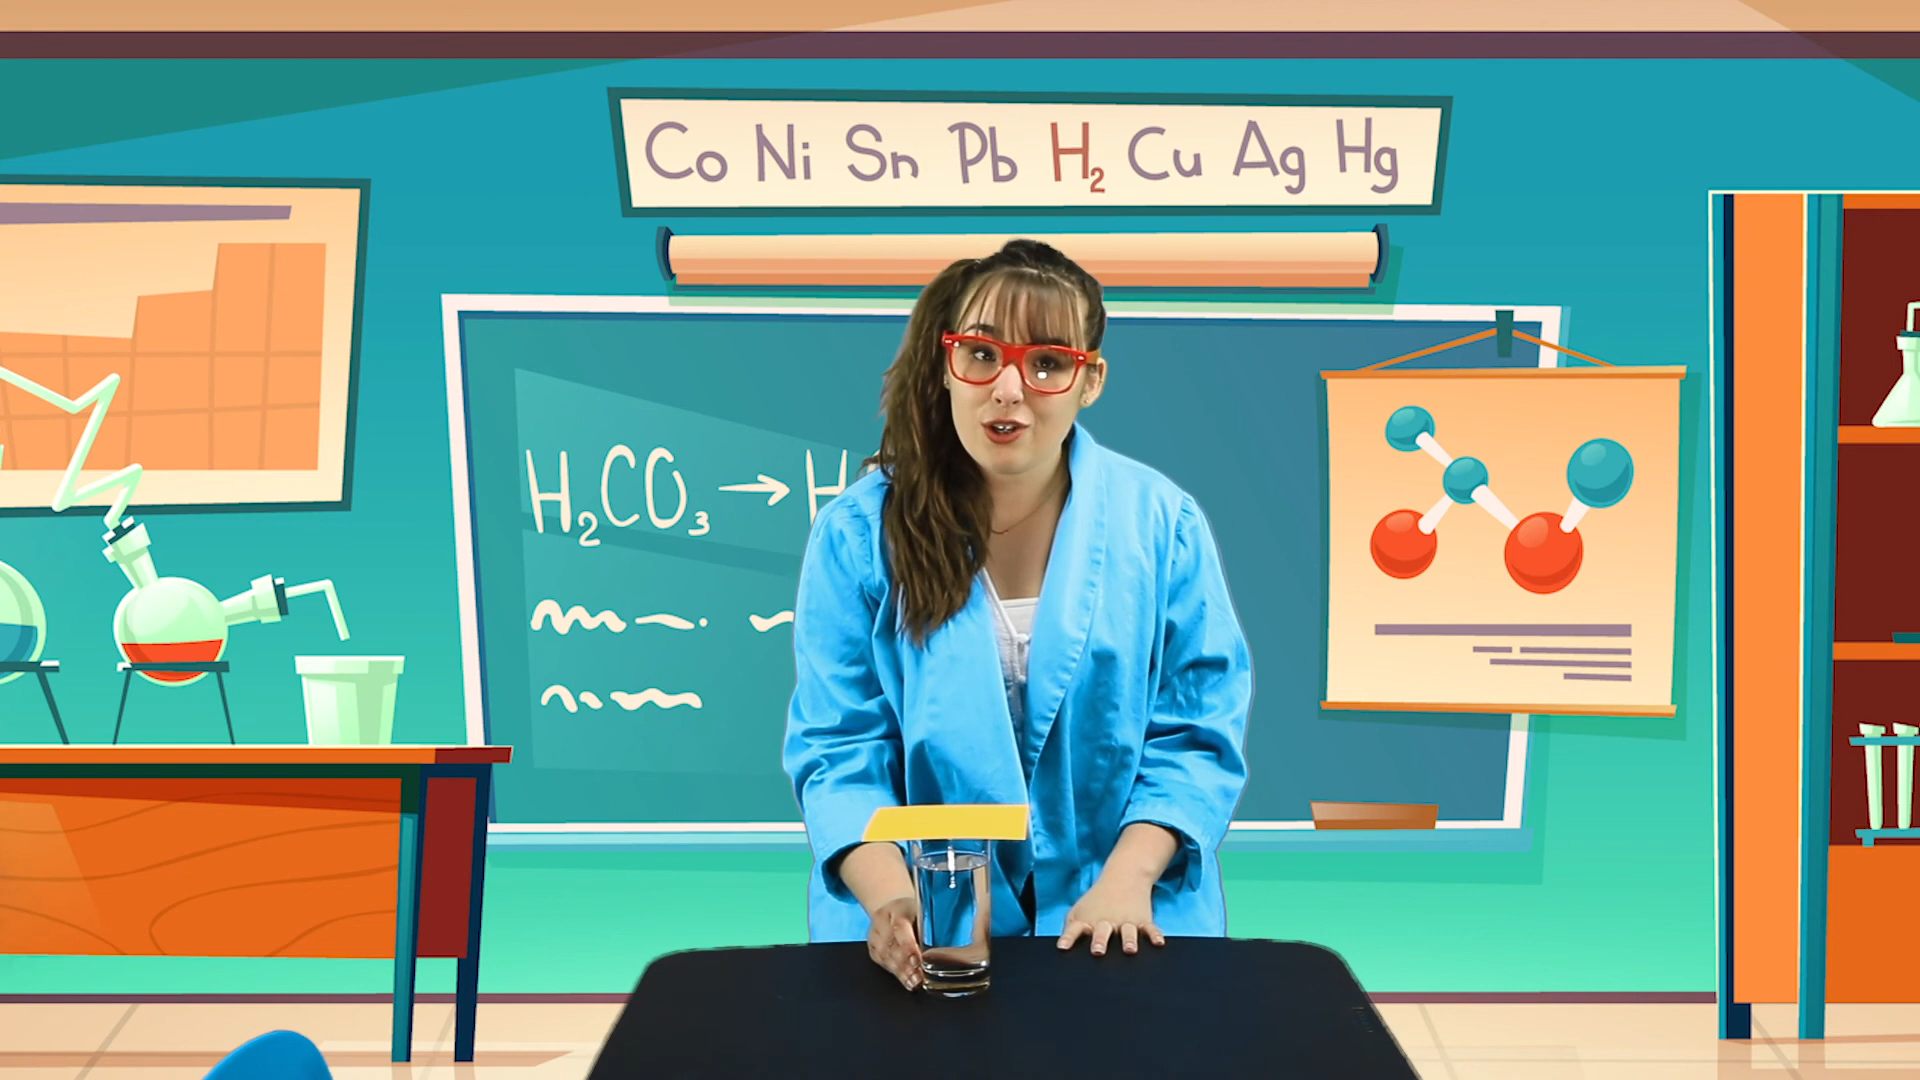 Co Ni Sn Pb H₂ Cu Ag Hg
H₂CO₃ → H